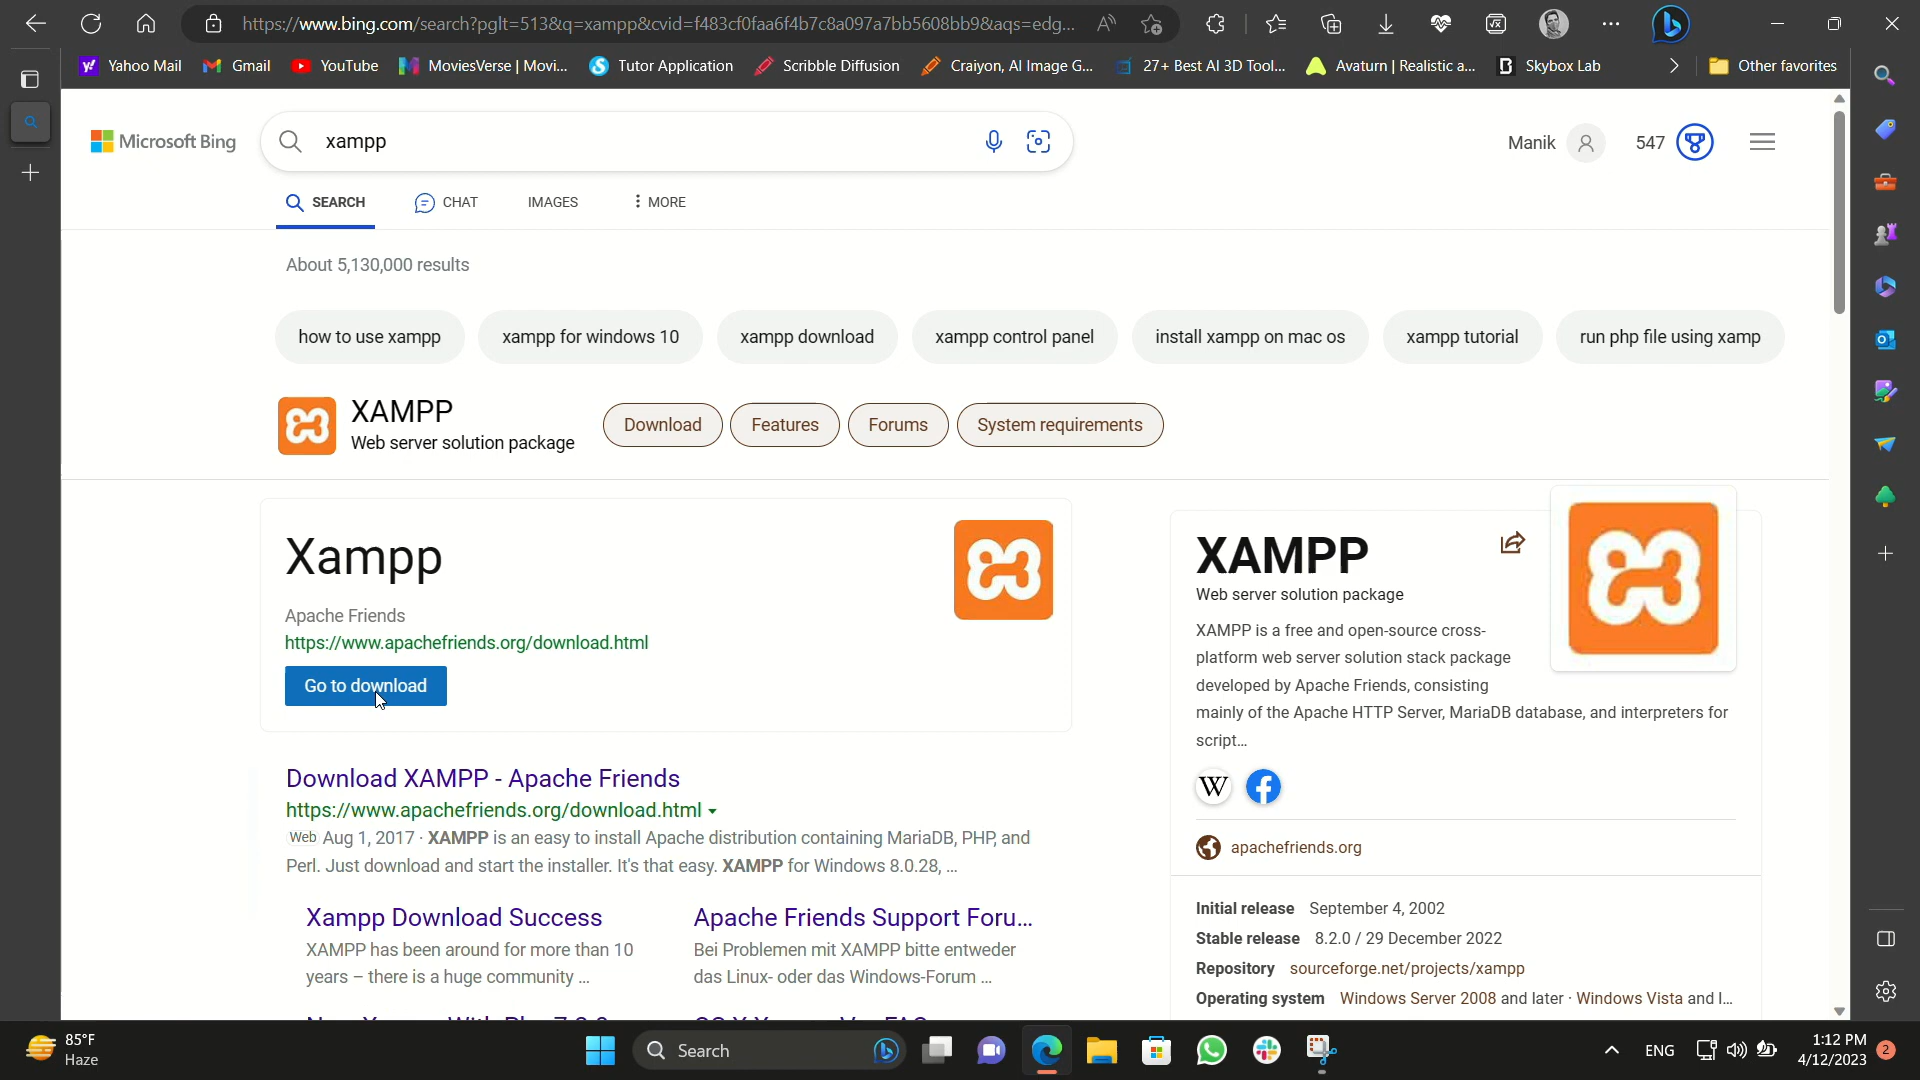 https://www.bing.com/search?pglt=513&q=xampp&cvid=f483cf0faa6f4b7c8a097a7bb5608bb9&aqs=edg...
Yahoo Mail
Gmail
YouTube
MoviesVerse | Movi...
Tutor Application
Scribble Diffusion
Craiyon, AI Image G...
27+ Best AI 3D Tool...
Avaturn | Realistic a...
Skybox Lab
Other favorites
Microsoft Bing
xampp
Manik
547
SEARCH
CHAT
IMAGES
MORE
About 5,130,000 results
how to use xampp
xampp for windows 10
xampp download
xampp control panel
install xampp on mac os
xampp tutorial
run php file using xamp
XAMPP
Web server solution package
Download
Features
Forums
System requirements
Xampp
Apache Friends
https://www.apachefriends.org/download.html
Go to download
Download XAMPP - Apache Friends
https://www.apachefriends.org/download.html
Web Aug 1, 2017 · XAMPP is an easy to install Apache distribution containing MariaDB, PHP, and
Perl. Just download and start the installer. It's that easy. XAMPP for Windows 8.0.28, ...
Xampp Download Success
XAMPP has been around for more than 10
years – there is a huge community ...
Apache Friends Support Foru...
Bei Problemen mit XAMPP bitte entweder
das Linux- oder das Windows-Forum ...
XAMPP
Web server solution package
XAMPP is a free and open-source cross-
platform web server solution stack package
developed by Apache Friends, consisting
mainly of the Apache HTTP Server, MariaDB database, and interpreters for
script...
W
apachefriends.org
Initial release September 4, 2002
Stable release 8.2.0 / 29 December 2022
Repository sourceforge.net/projects/xampp
Operating system Windows Server 2008 and later · Windows Vista and l...
85°F
Haze
Search
ENG
1:12 PM
4/12/2023
2